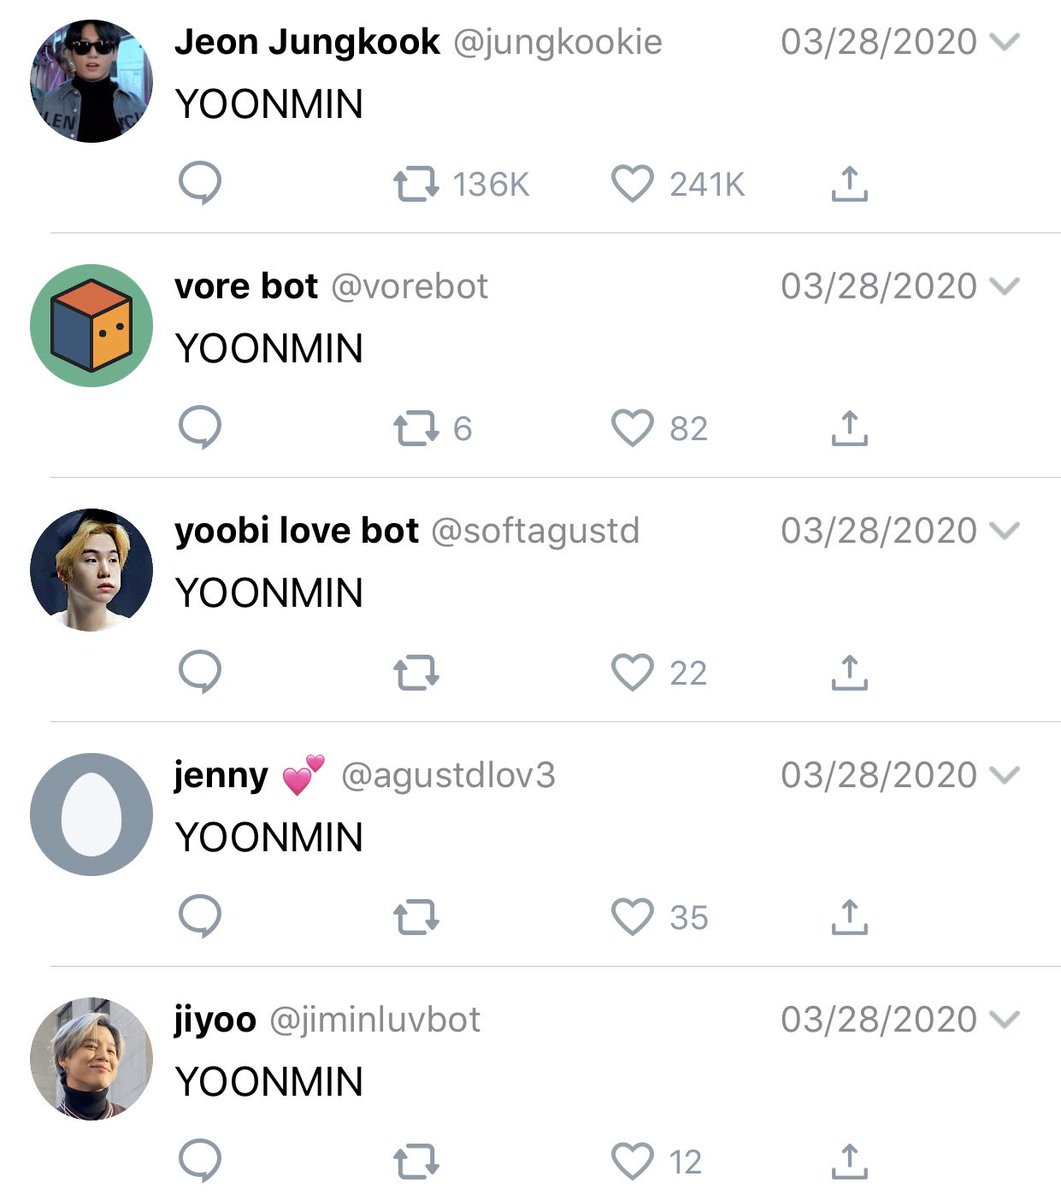 Jeon Jungkook @jungkookie 03/28/2020
YOONMIN
136K 241K
vore bot @vorebot 03/28/2020
YOONMIN
6 82
yoobi love bot @softagustd 03/28/2020
YOONMIN
22
jenny 💕 @agustdlov3 03/28/2020
YOONMIN
35
jiyoo @jiminluvbot 03/28/2020
YOONMIN
12